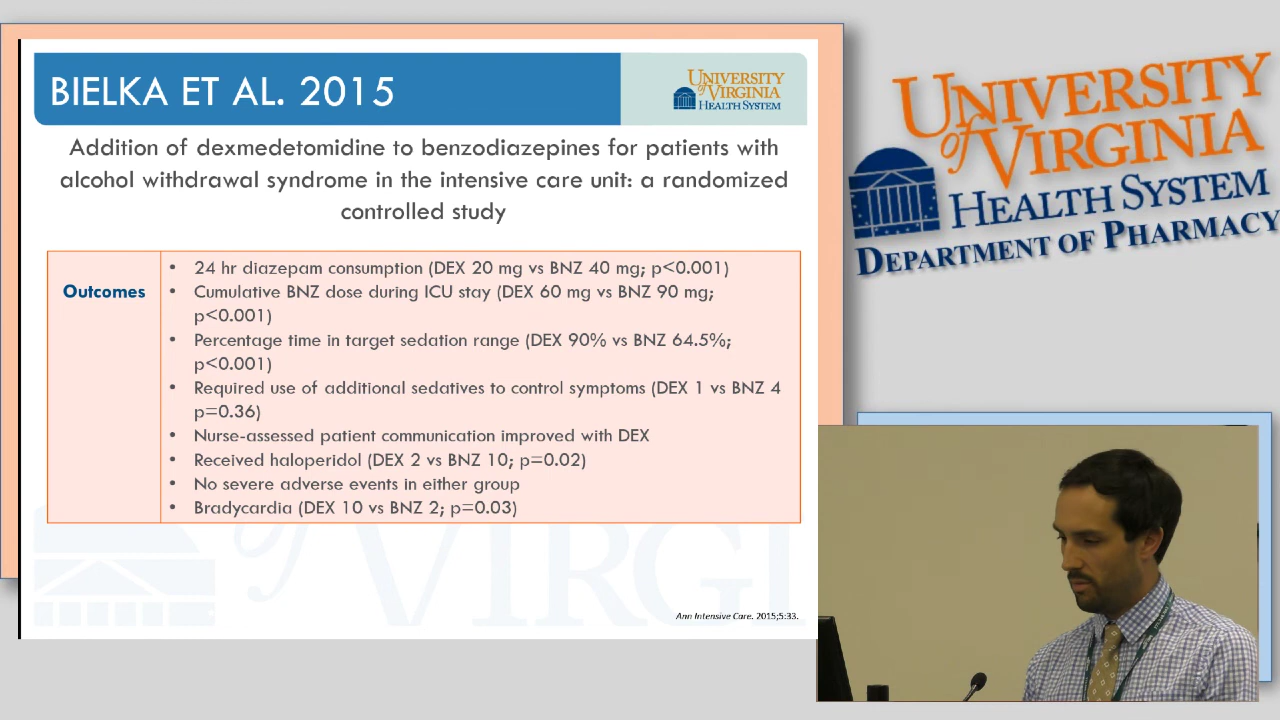 BIELKA ET AL. 2015
UNIVERSITY
of VIRGINIA
HEALTH SYSTEM
Addition of dexmedetomidine to benzodiazepines for patients with
alcohol withdrawal syndrome in the intensive care unit: a randomized
controlled study
Outcomes
• 24 hr diazepam consumption (DEX 20 mg vs BNZ 40 mg; p<0.001)
• Cumulative BNZ dose during ICU stay (DEX 60 mg vs BNZ 90 mg;
p<0.001)
• Percentage time in target sedation range (DEX 90% vs BNZ 64.5%;
p<0.001)
• Required use of additional sedatives to control symptoms (DEX 1 vs BNZ 4
p=0.36)
• Nurse-assessed patient communication improved with DEX
• Received haloperidol (DEX 2 vs BNZ 10; p=0.02)
• No severe adverse events in either group
• Bradycardia (DEX 10 vs BNZ 2; p=0.03)
of VIRGI
Ann Intensive Care. 2015;5:33.
UNIVERSITY
of VIRGINIA
HEALTH SYSTEM
DEPARTMENT OF PHARMACY